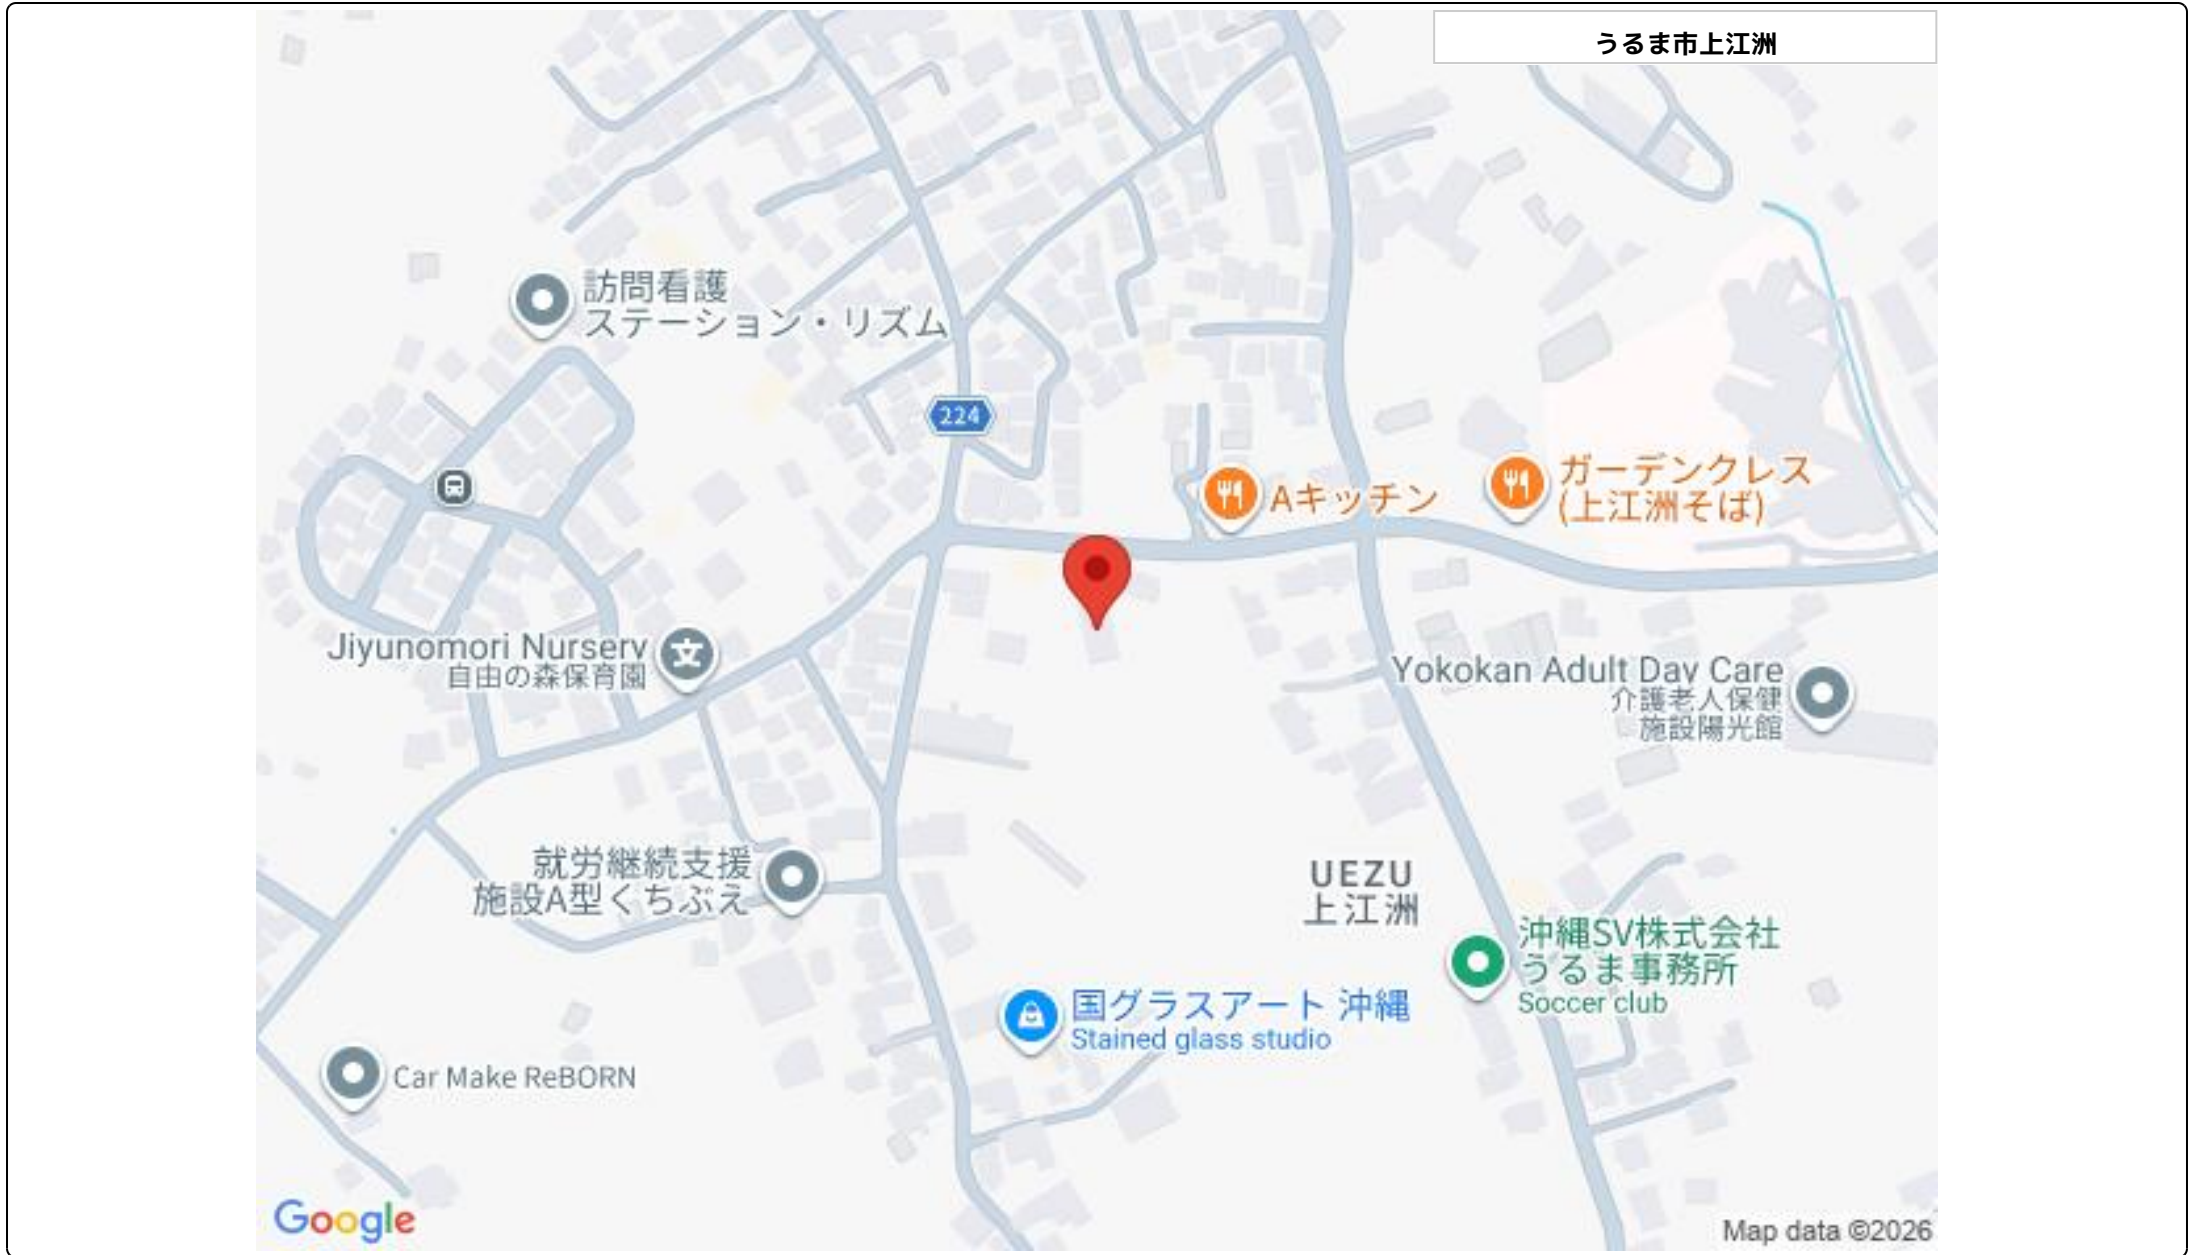 うるま市上江洲
訪問看護
ステーション・リズム
224
Aキッチン
ガーデンクレス
(上江洲そば)
Jiyunomori Nursery
自由の森保育園
Yokokan Adult Day Care
介護老人保健
施設陽光館
就労継続支援
施設A型くちぶえ
UEZU
上江洲
沖縄SV株式会社
うるま事務所
Soccer club
国グラスアート 沖縄
Stained glass studio
Car Make ReBORN
Google
Map data ©2026